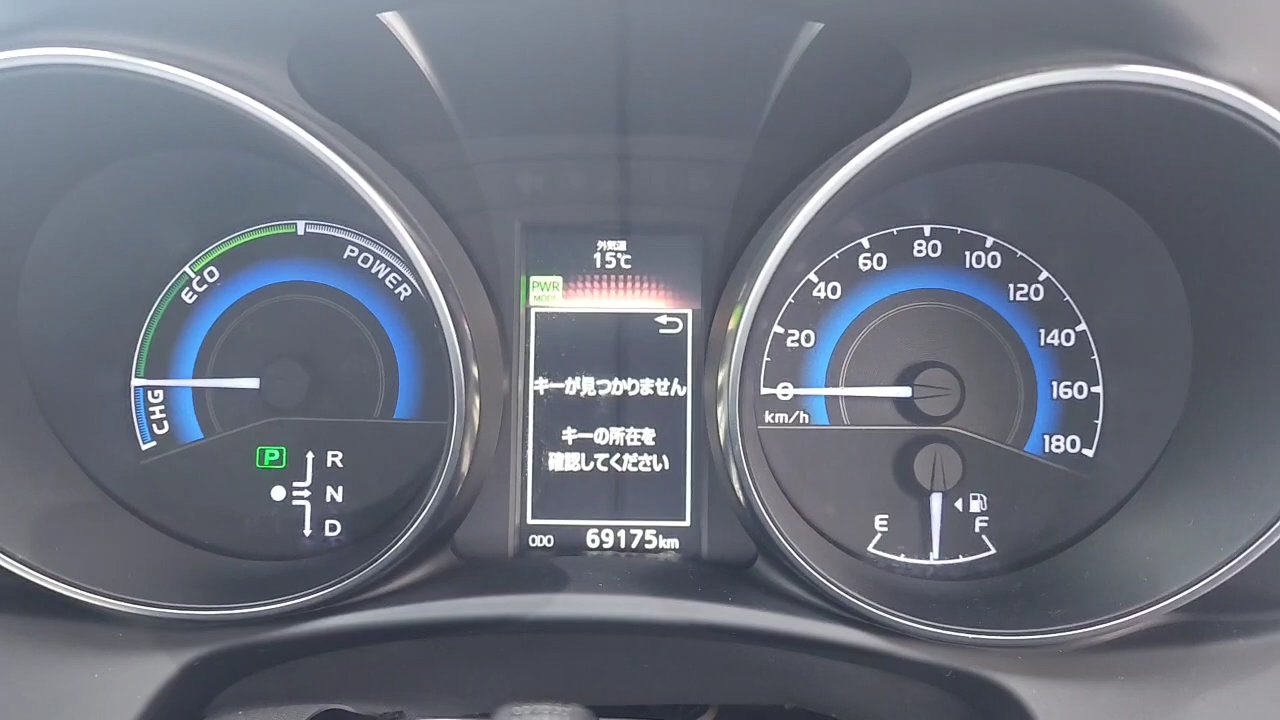 外気温
15℃
PWR
MODE
キーが見つかりません
キーの所在を
確認してください
ODO 69175km
CHG
ECO
POWER
P
R
N
D
0
20
40
60
80
100
120
140
160
180
km/h
E
F